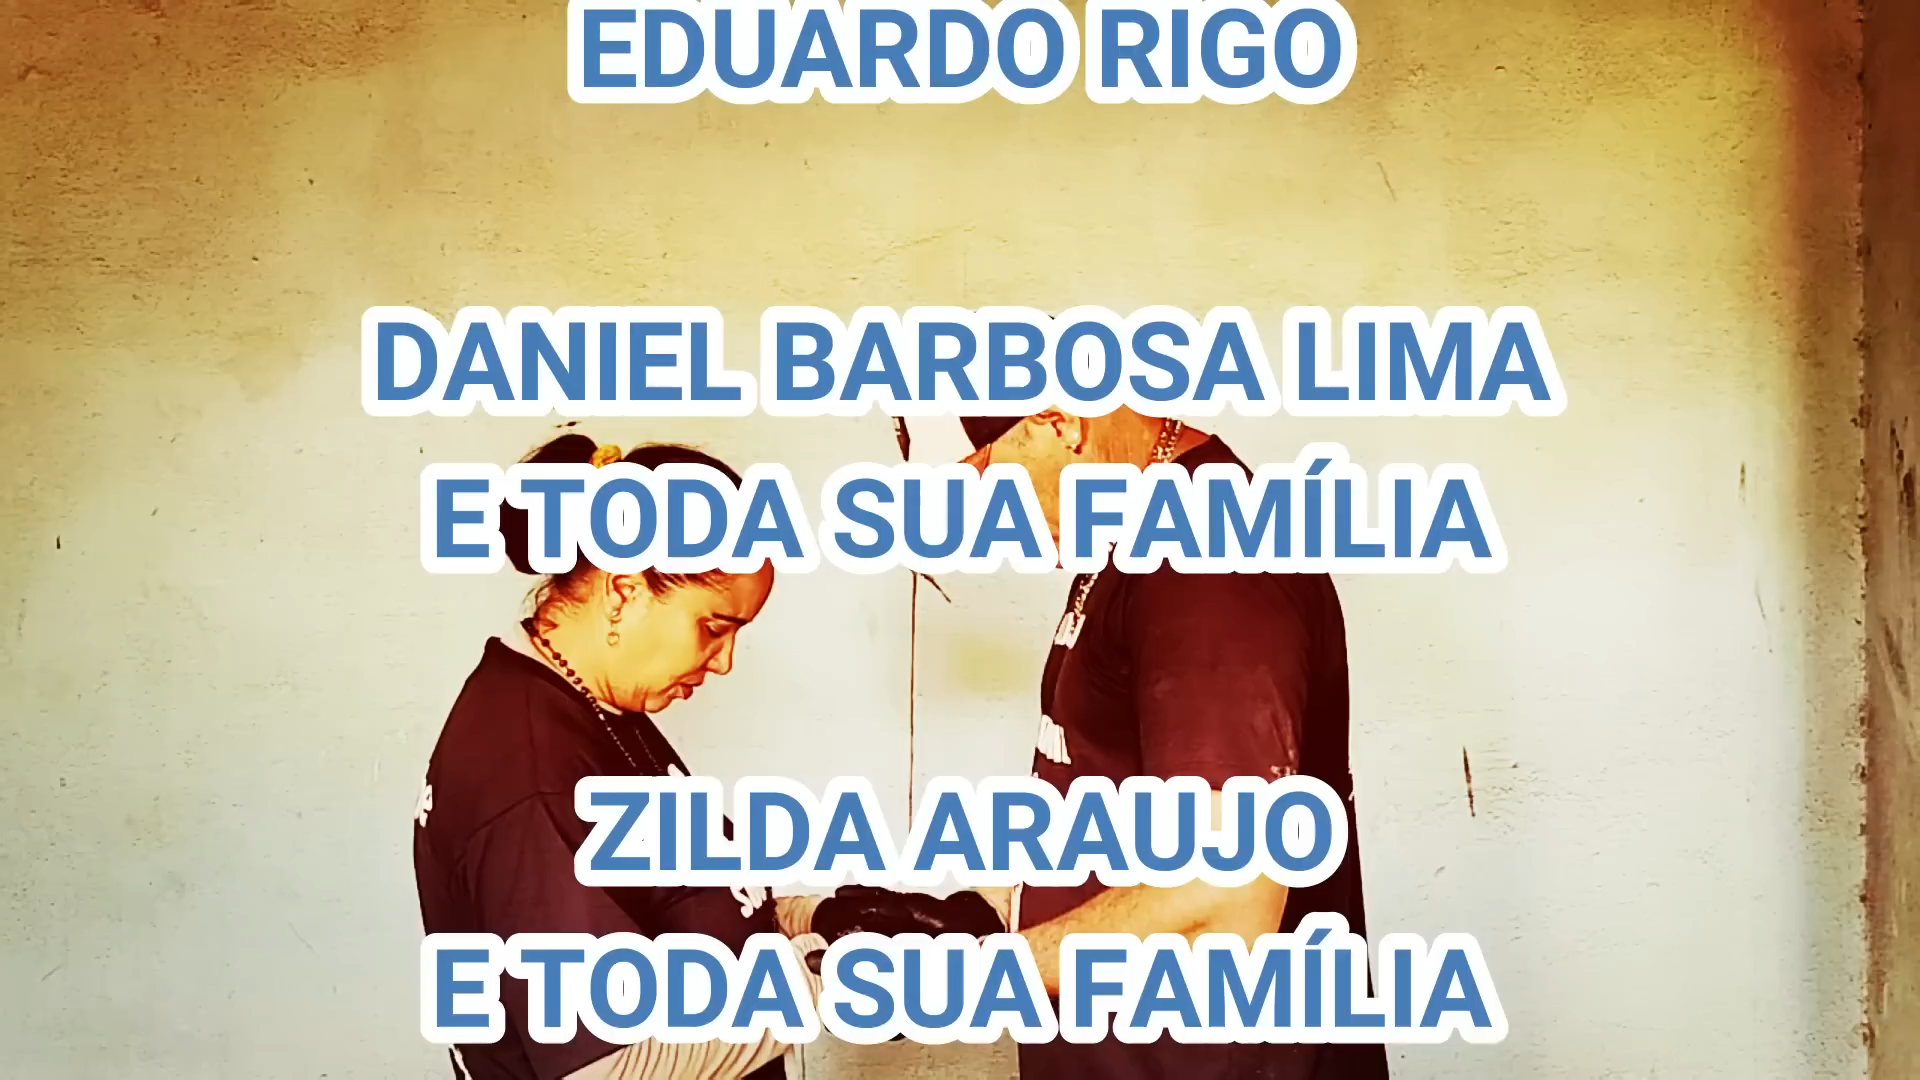 EDUARDO RIGO
DANIEL BARBOSA LIMA
E TODA SUA FAMÍLIA
ZILDA ARAUJO
E TODA SUA FAMÍLIA